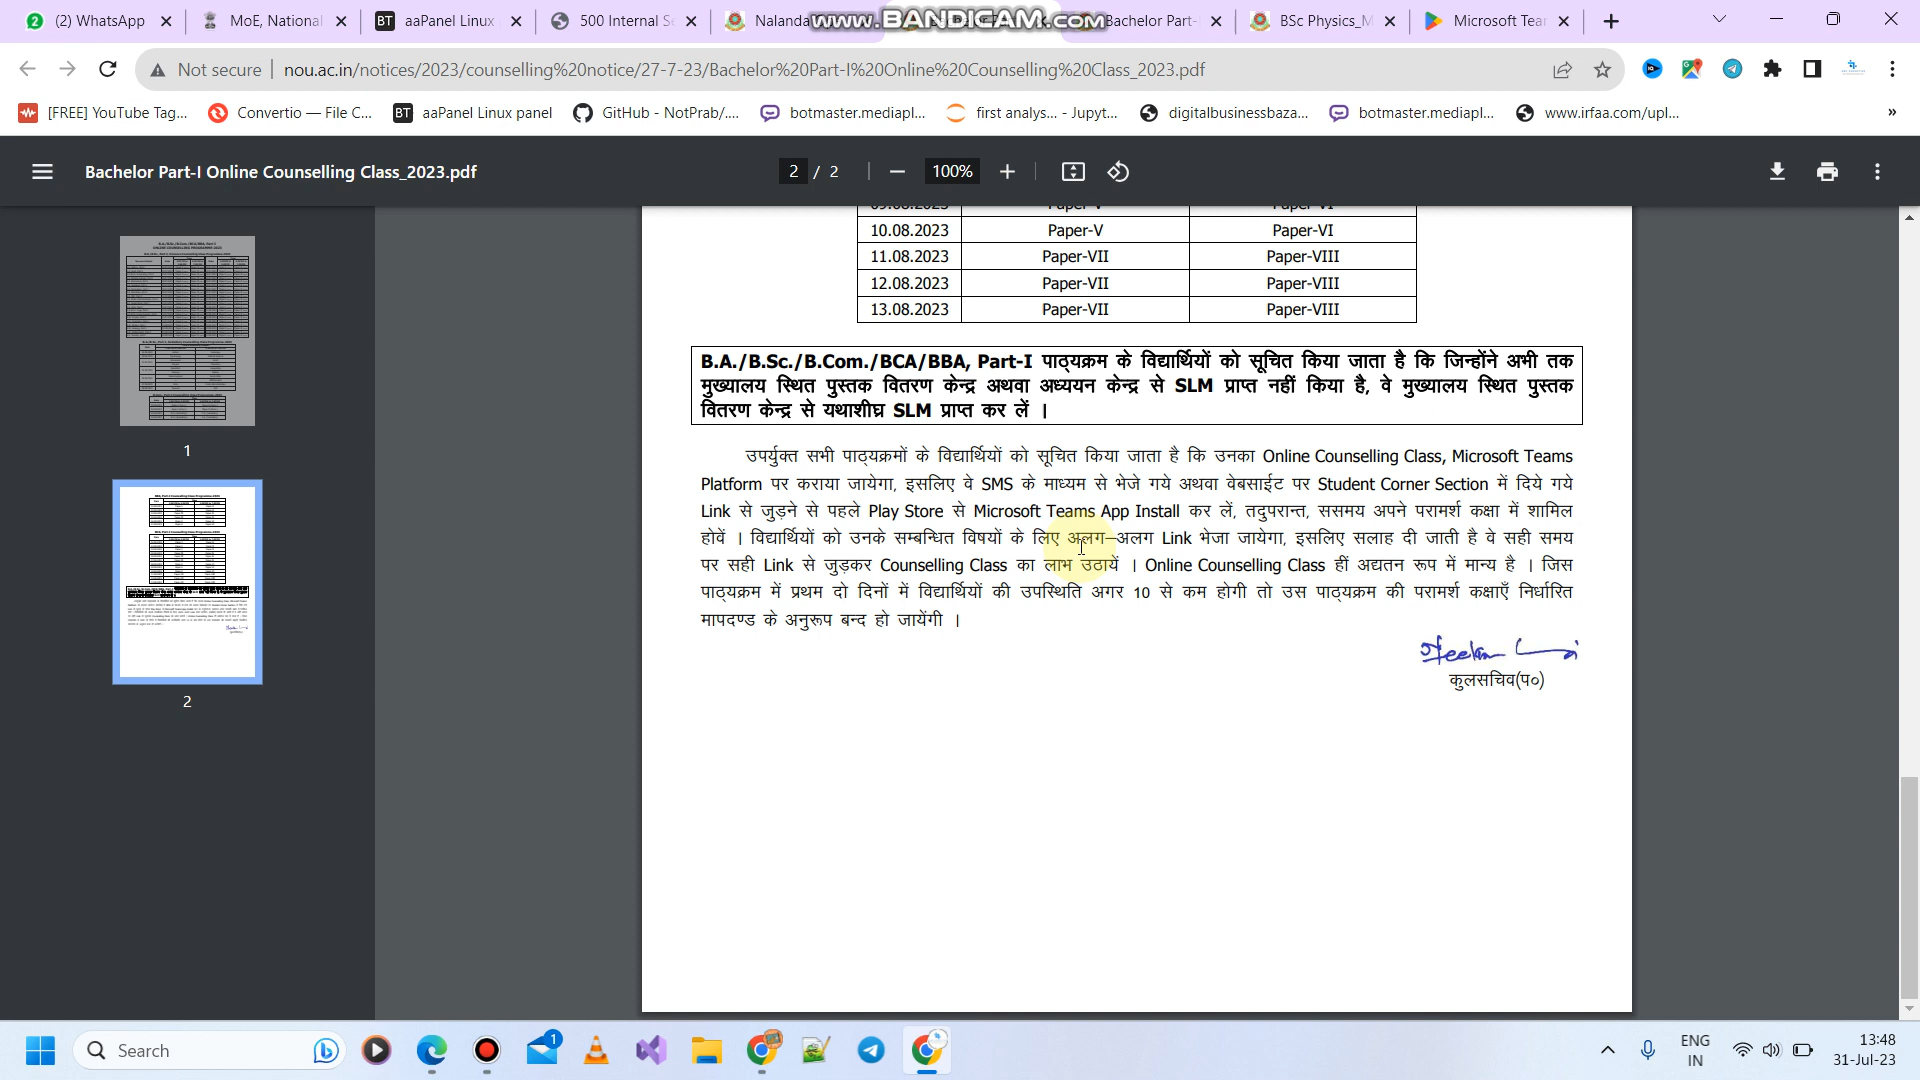 (2) WhatsApp
MoE, National
aaPanel Linux
500 Internal Se
Nalanda
www.BANDICAM.com
Bachelor Part-
BSc Physics_M
Microsoft Tea
Not secure
nou.ac.in/notices/2023/counselling%20notice/27-7-23/Bachelor%20Part-I%20Online%20Counselling%20Class_2023.pdf
[FREE] YouTube Tag...
Convertio — File C...
aaPanel Linux panel
GitHub - NotPrab/....
botmaster.mediapl...
first analys... - Jupyt...
digitalbusinessbaza...
botmaster.mediapl...
www.irfaa.com/upl...
Bachelor Part-I Online Counselling Class_2023.pdf
2 / 2
100%
09.08.2023 Paper-V Paper-VI
10.08.2023 Paper-V Paper-VI
11.08.2023 Paper-VII Paper-VIII
12.08.2023 Paper-VII Paper-VIII
13.08.2023 Paper-VII Paper-VIII
B.A./B.Sc./B.Com./BCA/BBA, Part-I पाठ्यक्रम के विद्यार्थियों को सूचित किया जाता है कि जिन्होंने अभी तक
मुख्यालय स्थित पुस्तक वितरण केन्द्र अथवा अध्ययन केन्द्र से SLM प्राप्त नहीं किया है, वे मुख्यालय स्थित पुस्तक
वितरण केन्द्र से यथाशीघ्र SLM प्राप्त कर लें ।
उपर्युक्त सभी पाठ्यक्रमों के विद्यार्थियों को सूचित किया जाता है कि उनका Online Counselling Class, Microsoft Teams
Platform पर कराया जायेगा, इसलिए वे SMS के माध्यम से भेजे गये अथवा वेबसाईट पर Student Corner Section में दिये गये
Link से जुड़ने से पहले Play Store से Microsoft Teams App Install कर लें, तदुपरान्त, ससमय अपने परामर्श कक्षा में शामिल
होवें । विद्यार्थियों को उनके सम्बन्धित विषयों के लिए अलग–अलग Link भेजा जायेगा, इसलिए सलाह दी जाती है वे सही समय
पर सही Link से जुड़कर Counselling Class का लाभ उठायें । Online Counselling Class हीं अद्यतन रूप में मान्य है । जिस
पाठ्यक्रम में प्रथम दो दिनों में विद्यार्थियों की उपस्थिति अगर 10 से कम होगी तो उस पाठ्यक्रम की परामर्श कक्षाएँ निर्धारित
मापदण्ड के अनुरूप बन्द हो जायेंगी ।
कुलसचिव(प०)
1
2
Search
1
ENG
IN
13:48
31-Jul-23